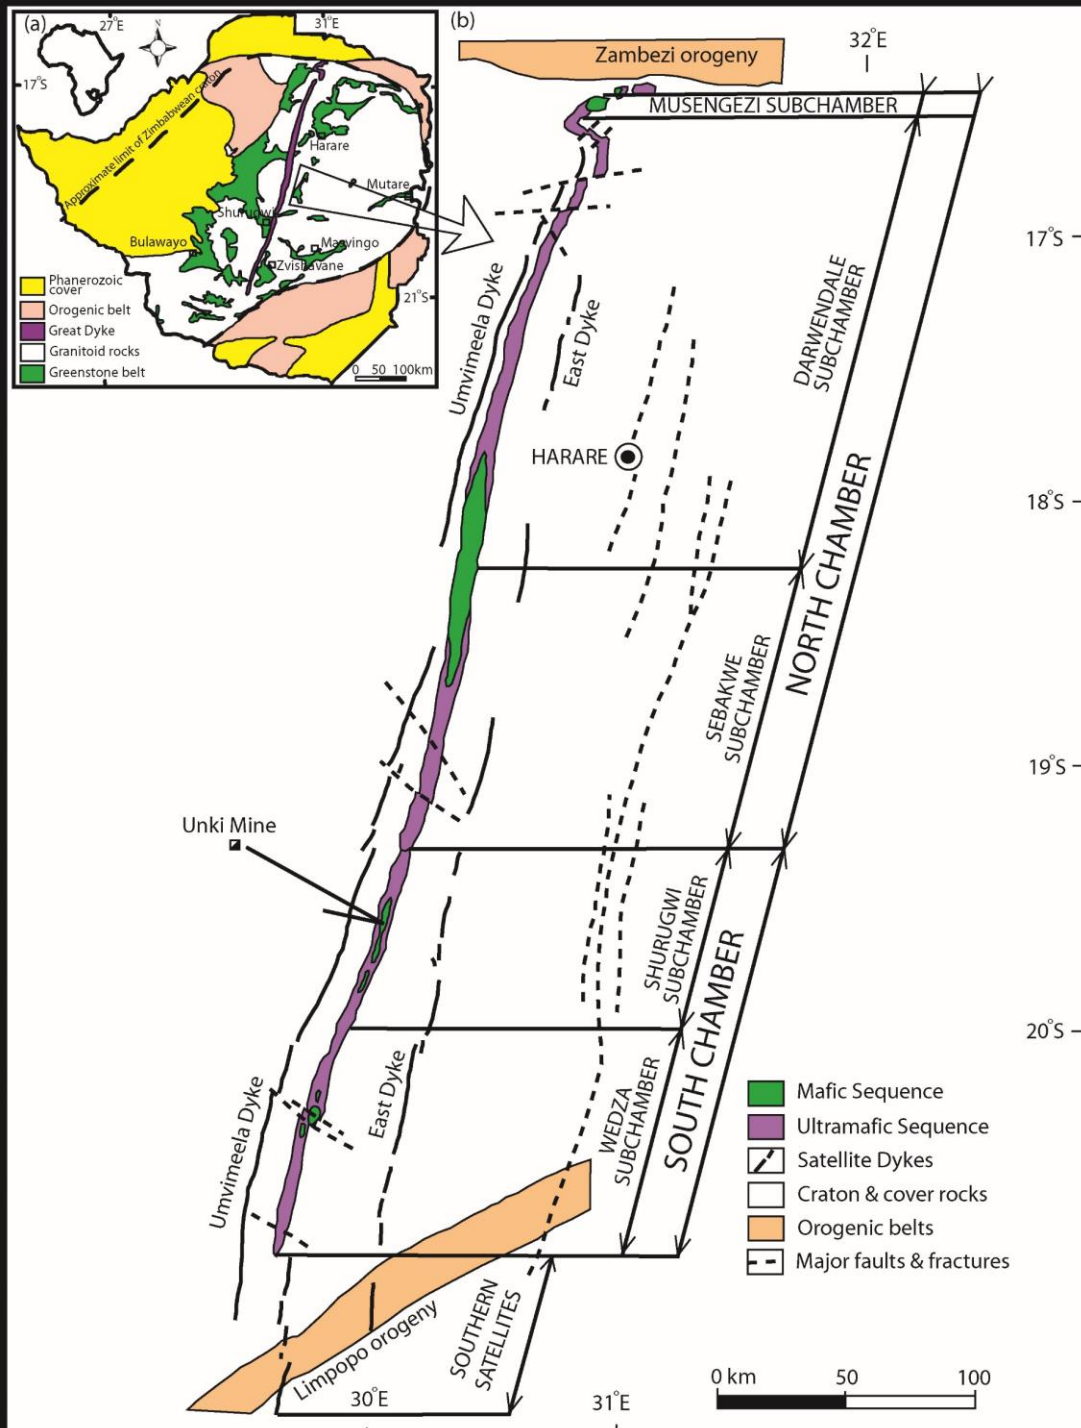 (a)
27°E
N
31°E
17°S
Approximate limit of Zimbabwean craton
Harare
Mutare
Shurugwi
Bulawayo
Masvingo
Zvishavane
21°S
Phanerozoic
cover
Orogenic belt
Great Dyke
Granitoid rocks
Greenstone belt
0 50 100km
(b)
Zambezi orogeny
32°E
MUSENGEZI SUBCHAMBER
17°S
Umvimeela Dyke
East Dyke
DARWENDALE
SUBCHAMBER
HARARE
18°S
NORTH CHAMBER
SEBAKWE
SUBCHAMBER
19°S
Unki Mine
SHURUGWI
SUBCHAMBER
SOUTH CHAMBER
20°S
Umvimeela Dyke
East Dyke
WEDZA
SUBCHAMBER
Mafic Sequence
Ultramafic Sequence
Satellite Dykes
Craton & cover rocks
Orogenic belts
Major faults & fractures
Limpopo orogeny
SOUTHERN
SATELLITES
30°E
31°E
0 km 50 100